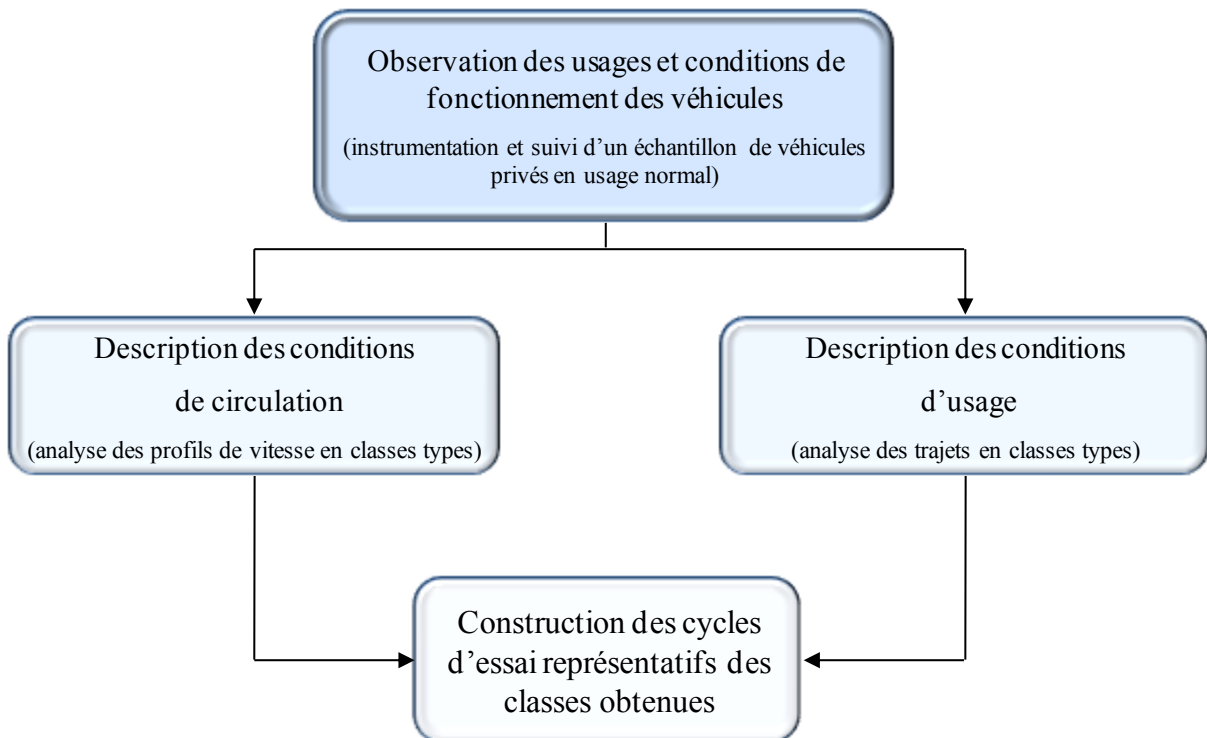 Observation des usages et conditions de
fonctionnement des véhicules
(instrumentation et suivi d’un échantillon de véhicules
privés en usage normal)
Description des conditions
de circulation
(analyse des profils de vitesse en classes types)
Description des conditions
d’usage
(analyse des trajets en classes types)
Construction des cycles
d’essai représentatifs des
classes obtenues